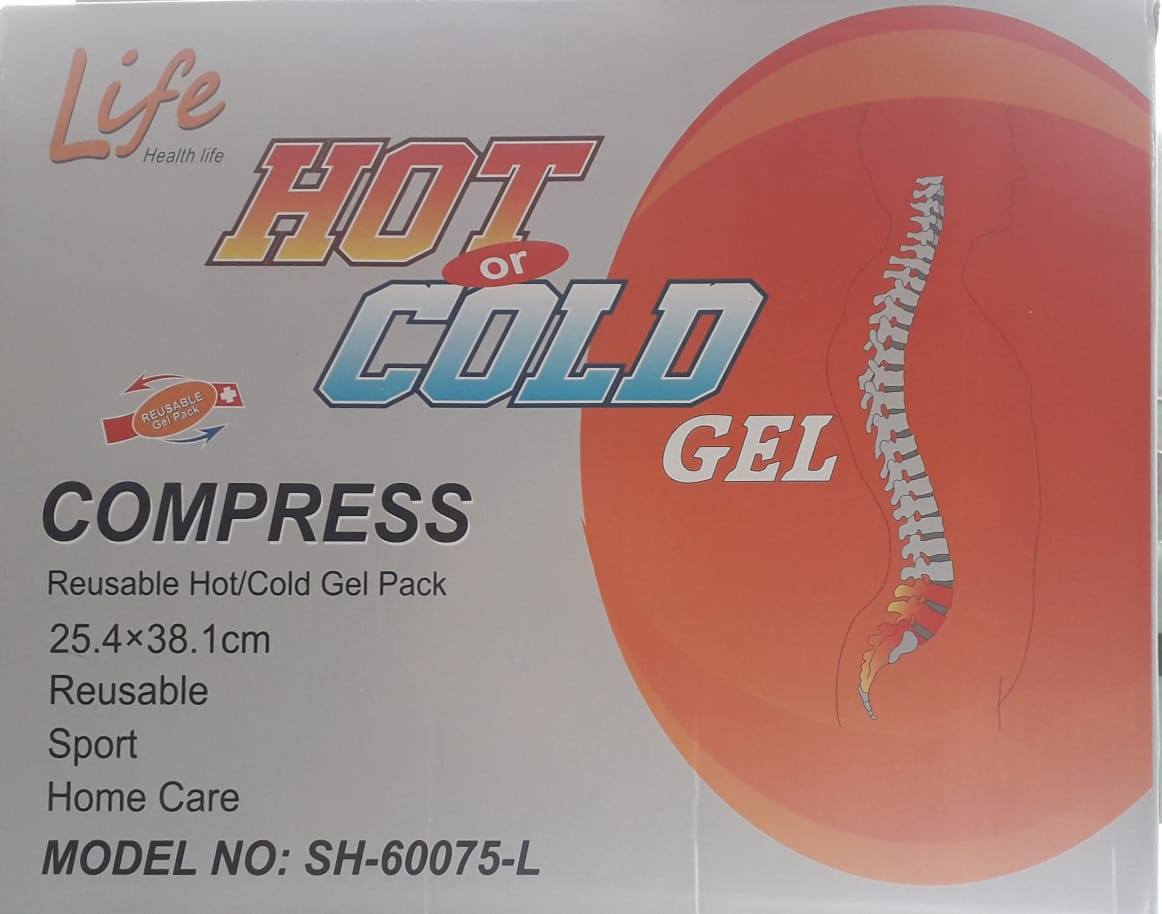 Life
Health life
HOT
or
COLD
GEL
REUSABLE
Gel Pack
COMPRESS
Reusable Hot/Cold Gel Pack
25.4×38.1cm
Reusable
Sport
Home Care
MODEL NO: SH-60075-L